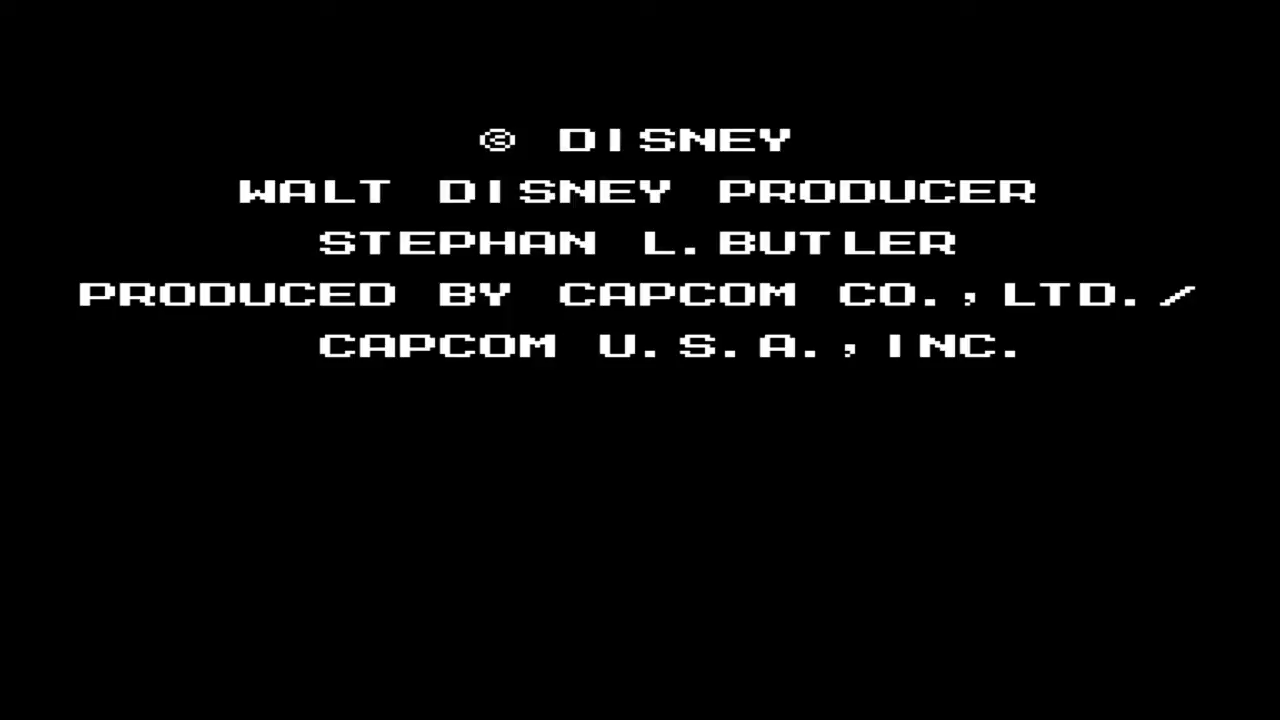 © DISNEY
WALT DISNEY PRODUCER
STEPHAN L.BUTLER
PRODUCED BY CAPCOM CO.,LTD./
CAPCOM U.S.A.,INC.